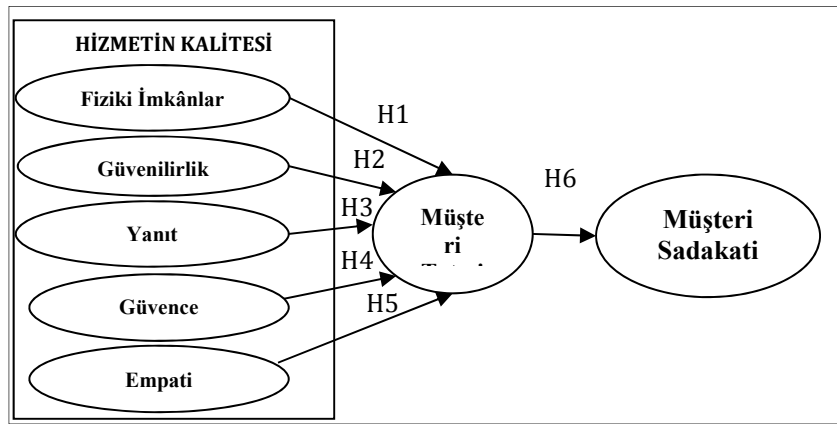 HİZMETİN KALİTESİ
Fiziki İmkânlar
H1
Güvenilirlik
H2
H6
Yanıt
H3
Müşte
ri
Müşteri
Sadakati
H4
Güvence
H5
Empati